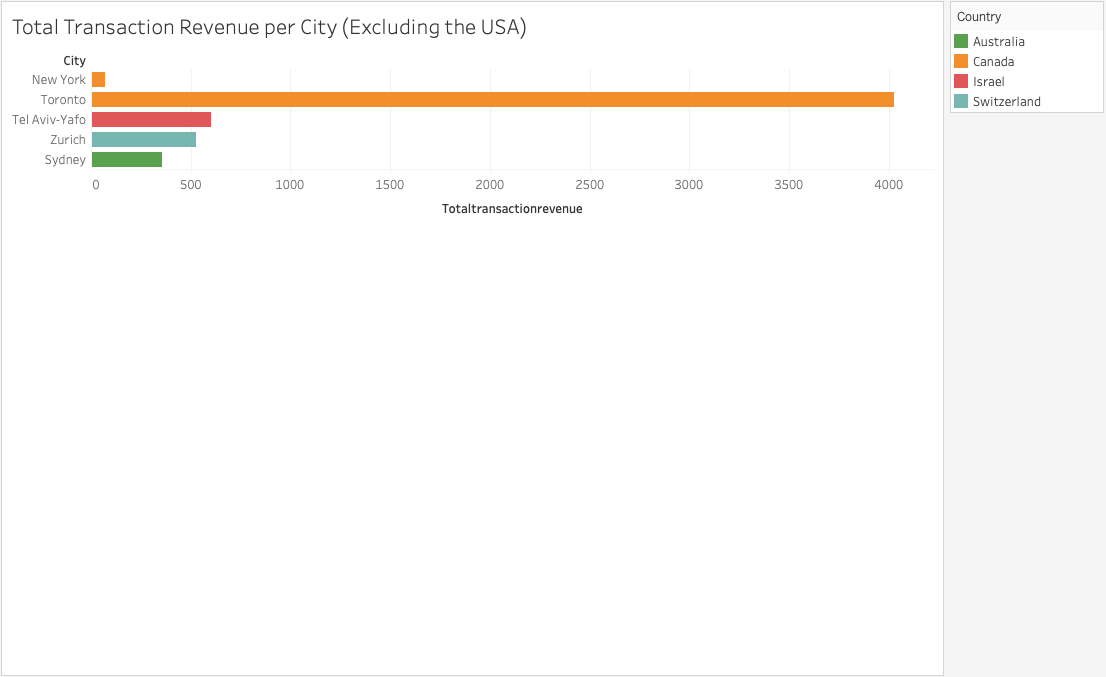 Total Transaction Revenue per City (Excluding the USA)
City
New York
Toronto
Tel Aviv-Yafo
Zurich
Sydney
0 500 1000 1500 2000 2500 3000 3500 4000
Totaltransactionrevenue
Country
Australia
Canada
Israel
Switzerland